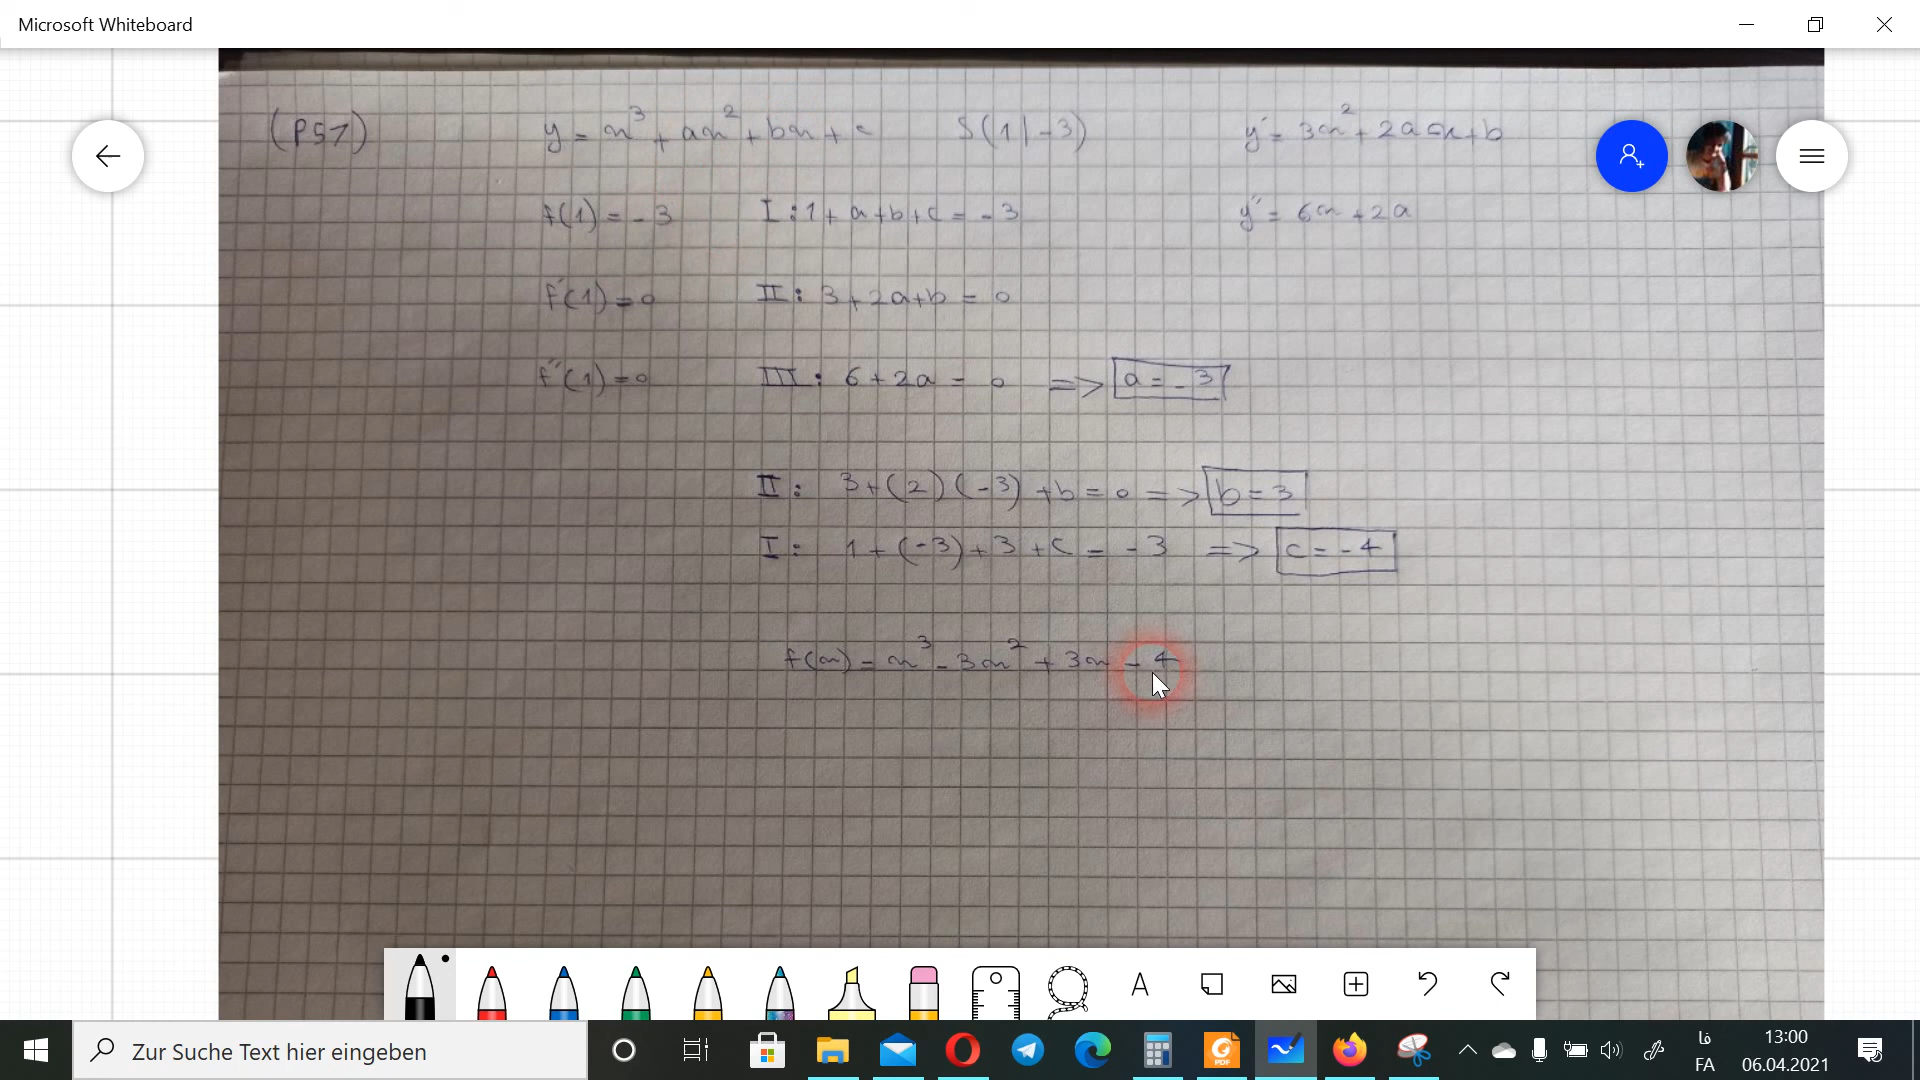 Microsoft Whiteboard
(P57) y = x³ + ax² + bx + c S(1|-3) y' = 3x² + 2ax + b
f(1) = -3 I: 1 + a + b + c = -3 y'' = 6x + 2a
f'(1) = 0 II: 3 + 2a + b = 0
f''(1) = 0 III: 6 + 2a = 0 => a = -3
II: 3 + (2)(-3) + b = 0 => b = 3
I: 1 + (-3) + 3 + c = -3 => c = -4
f(x) = x³ - 3x² + 3x - 4
Zur Suche Text hier eingeben
PDF
فا
FA
13:00
06.04.2021